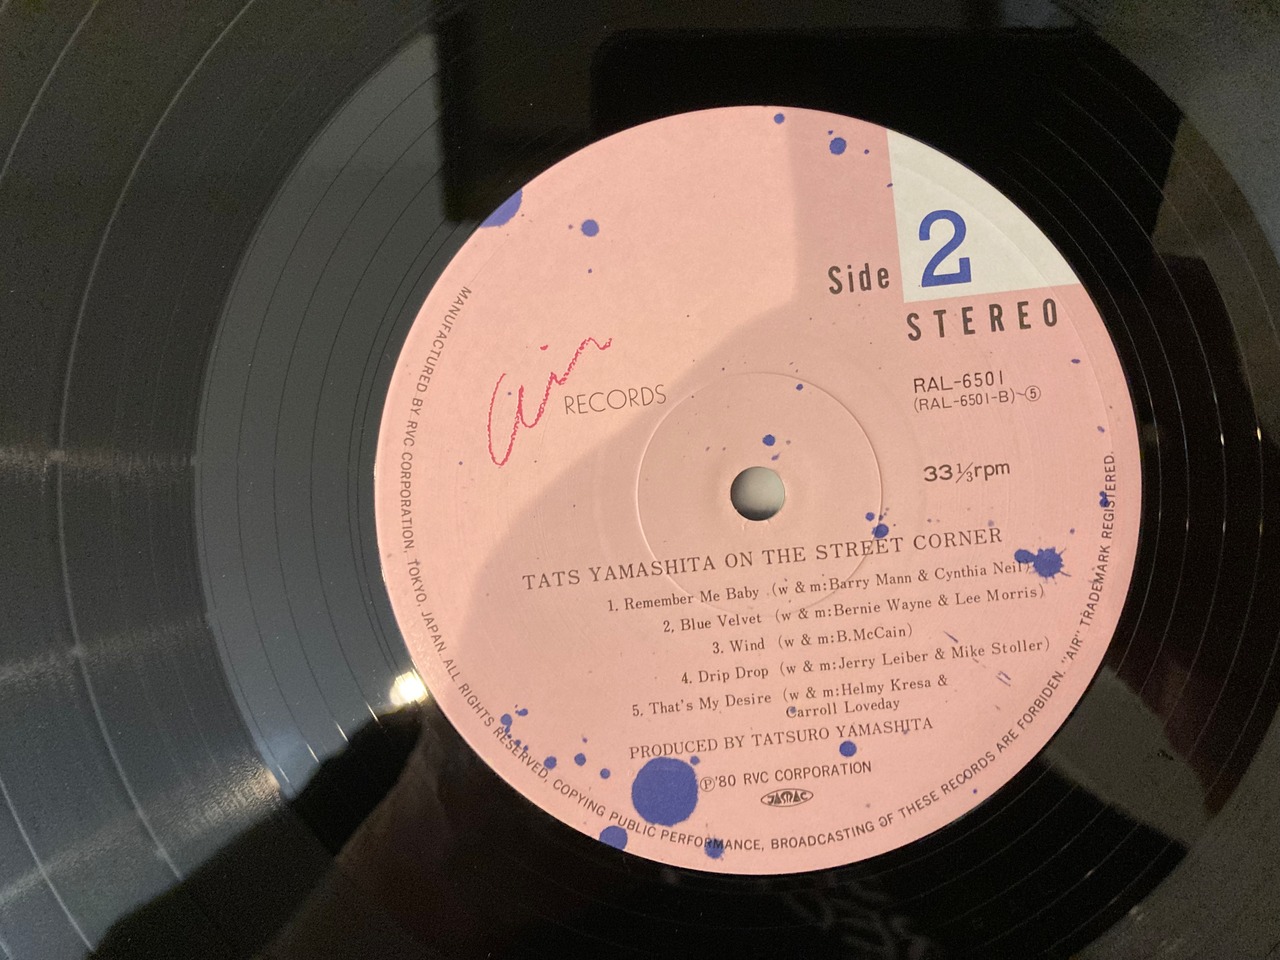 Side 2
STEREO
Air
RECORDS
RAL-6501
(RAL-6501-B)-⑤
33⅓rpm
TATS YAMASHITA ON THE STREET CORNER
1. Remember Me Baby (w & m:Barry Mann & Cynthia Neil)
2. Blue Velvet (w & m:Bernie Wayne & Lee Morris)
3. Wind (w & m:B.McCain)
4. Drip Drop (w & m:Jerry Leiber & Mike Stoller)
5. That's My Desire (w & m:Helmy Kresa &
Carroll Loveday
PRODUCED BY TATSURO YAMASHITA
Ⓟ'80 RVC CORPORATION
JASRAC
MANUFACTURED BY RVC CORPORATION, TOKYO, JAPAN. ALL RIGHTS RESERVED, COPYING PUBLIC PERFORMANCE, BROADCASTING OF THESE RECORDS ARE FORBIDEN. "AIR" TRADEMARK REGISTERED.